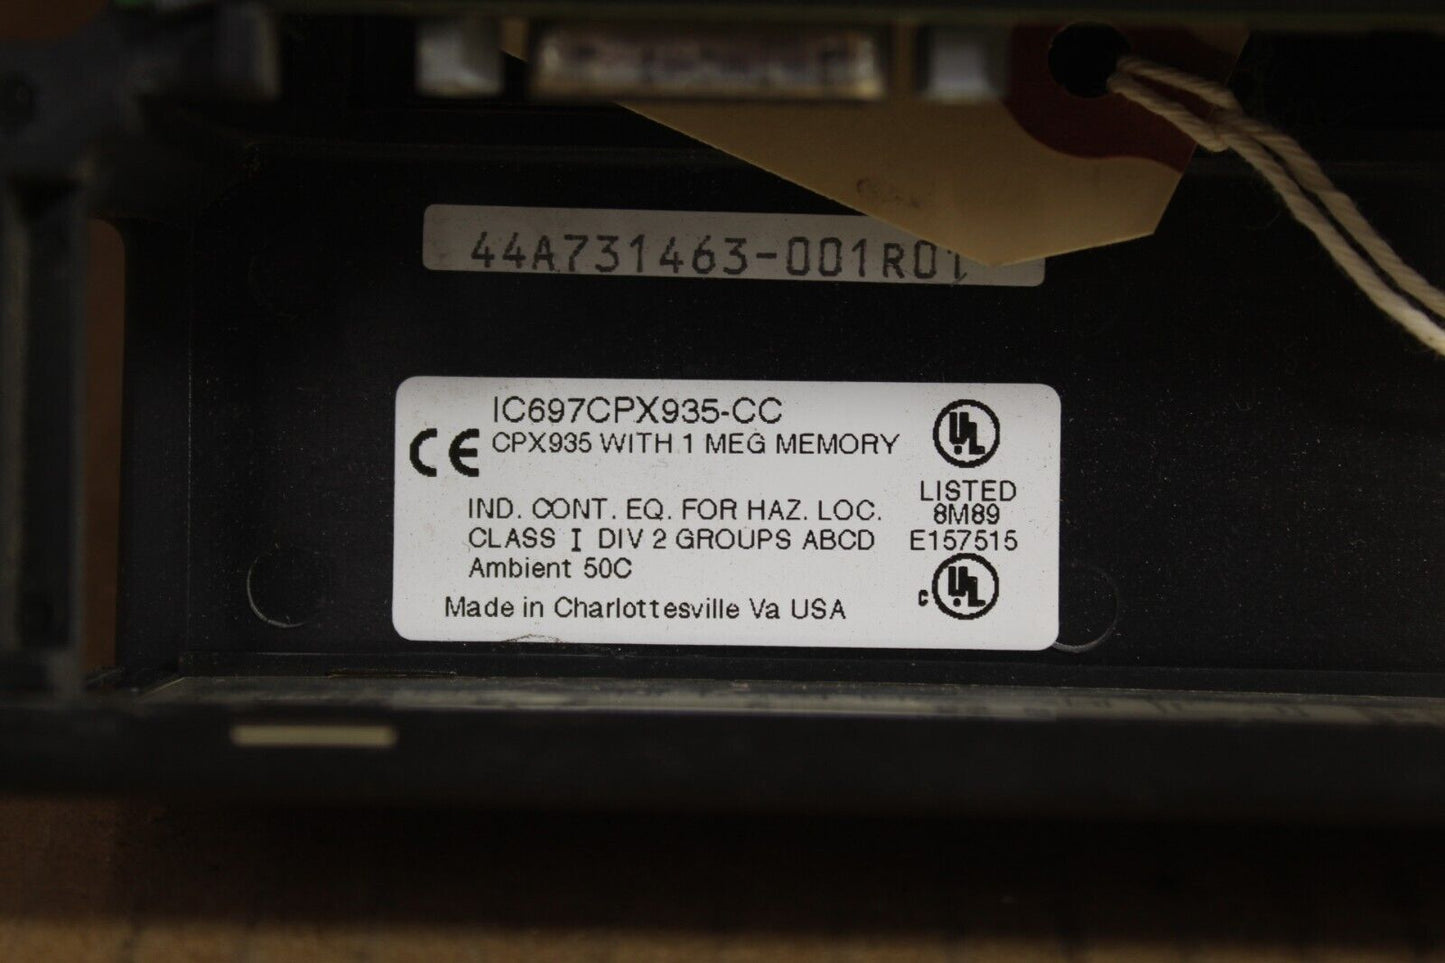 44A731463-001R01
IC697CPX935-CC
CE CPX935 WITH 1 MEG MEMORY
UL
LISTED
8M89
E157515
IND. CONT. EQ. FOR HAZ. LOC.
CLASS I DIV 2 GROUPS ABCD
Ambient 50C
c UL
Made in Charlottesville Va USA